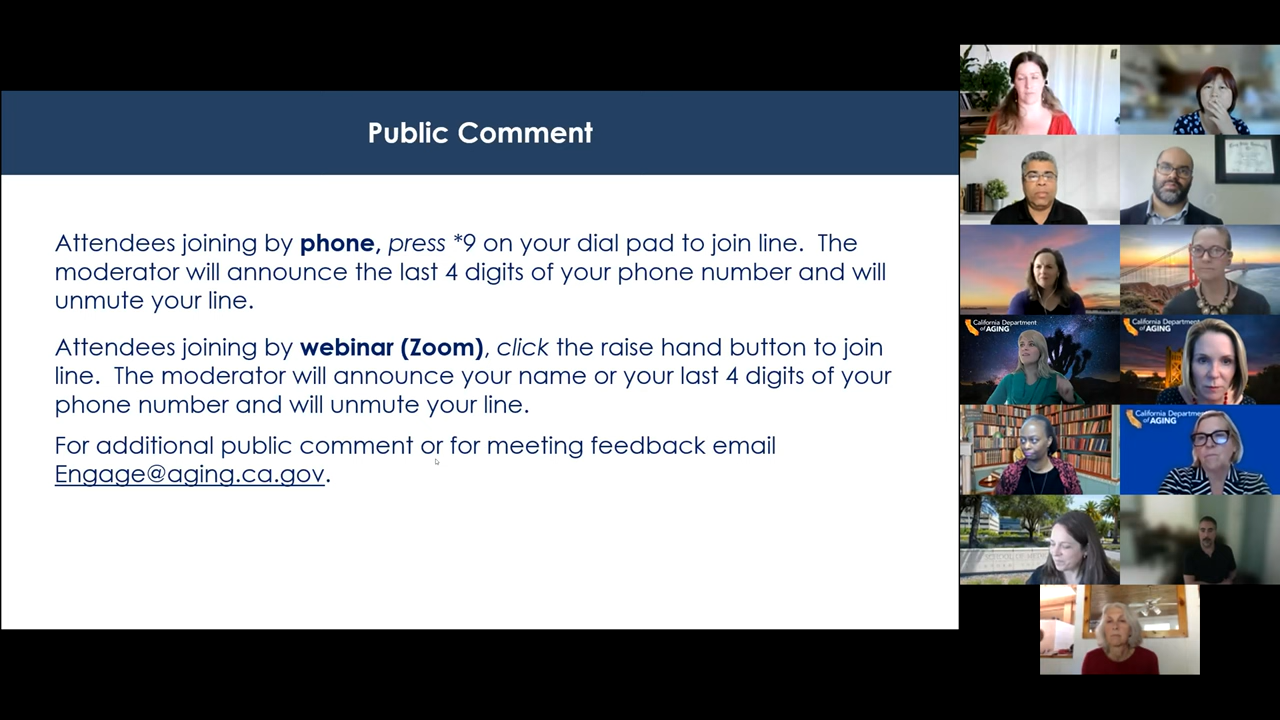 Public Comment
Attendees joining by phone, press *9 on your dial pad to join line.  The
moderator will announce the last 4 digits of your phone number and will
unmute your line.
Attendees joining by webinar (Zoom), click the raise hand button to join
line.  The moderator will announce your name or your last 4 digits of your
phone number and will unmute your line.
For additional public comment or for meeting feedback email
Engage@aging.ca.gov.
California Department
of AGING
California Department
of AGING
California Department
of AGING